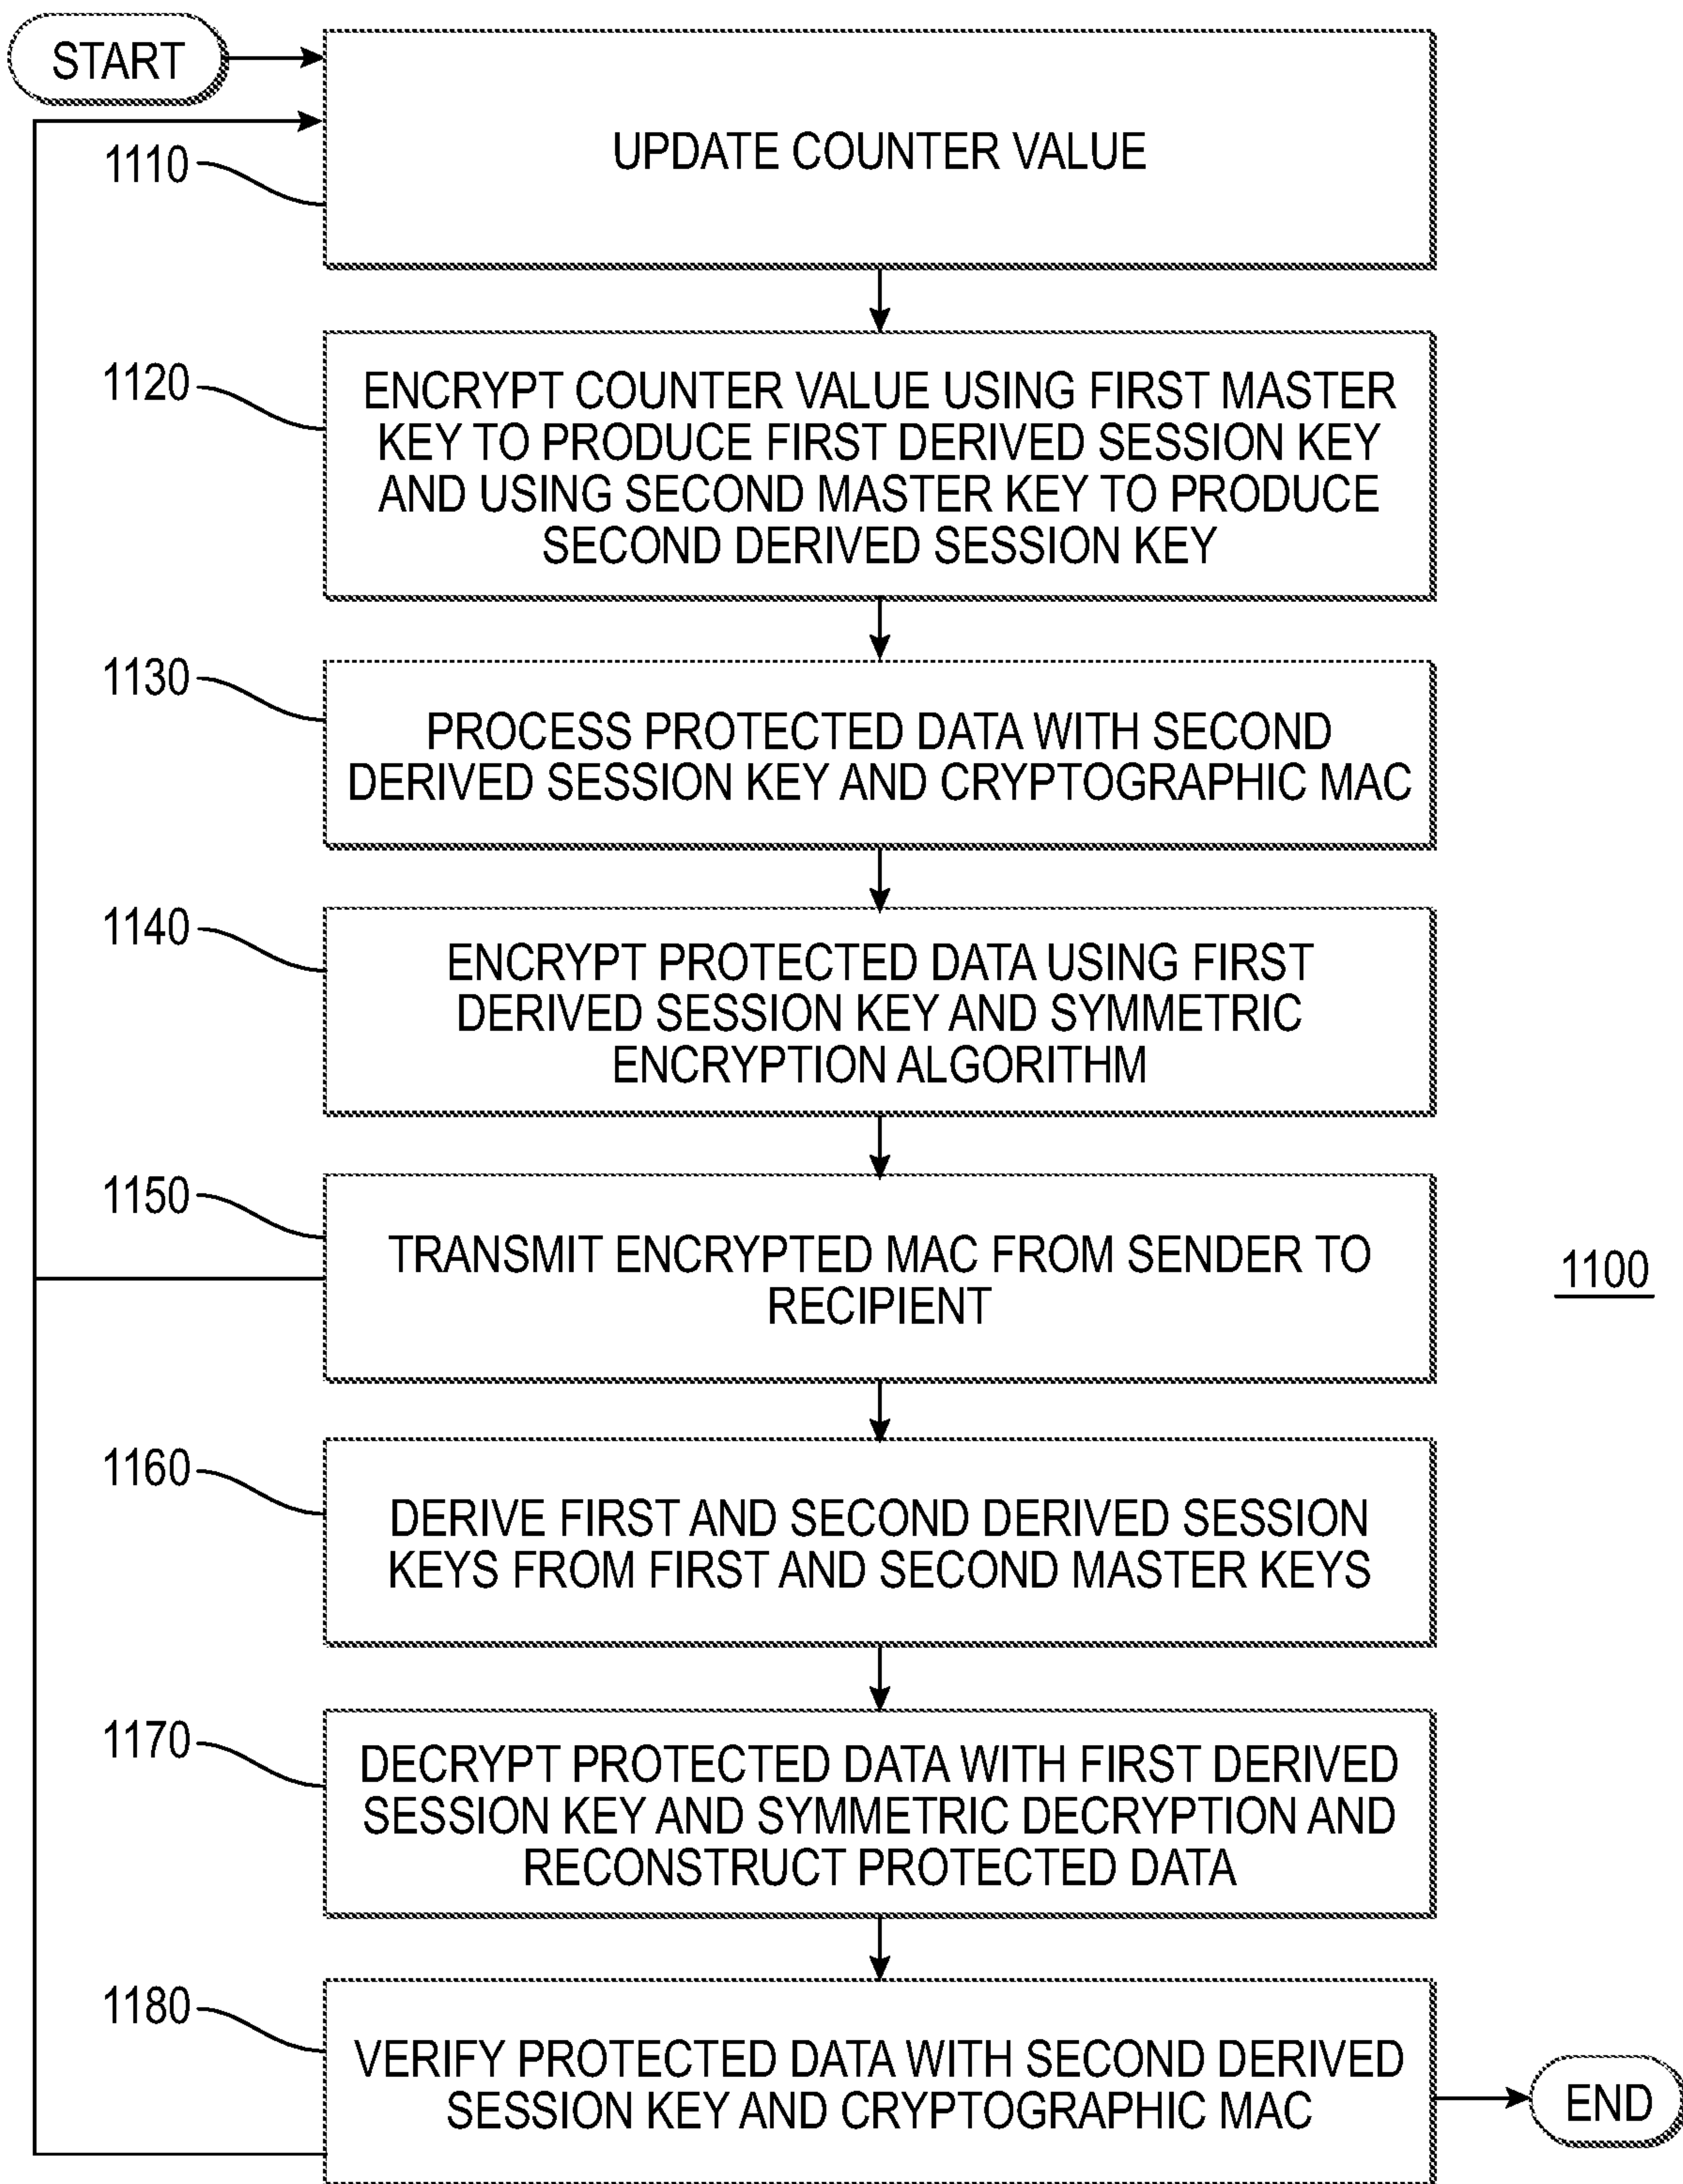 START
UPDATE COUNTER VALUE
1110
1120
ENCRYPT COUNTER VALUE USING FIRST MASTER
KEY TO PRODUCE FIRST DERIVED SESSION KEY
AND USING SECOND MASTER KEY TO PRODUCE
SECOND DERIVED SESSION KEY
1130
PROCESS PROTECTED DATA WITH SECOND
DERIVED SESSION KEY AND CRYPTOGRAPHIC MAC
1140
ENCRYPT PROTECTED DATA USING FIRST
DERIVED SESSION KEY AND SYMMETRIC
ENCRYPTION ALGORITHM
1150
TRANSMIT ENCRYPTED MAC FROM SENDER TO
RECIPIENT
1100
1160
DERIVE FIRST AND SECOND DERIVED SESSION
KEYS FROM FIRST AND SECOND MASTER KEYS
1170
DECRYPT PROTECTED DATA WITH FIRST DERIVED
SESSION KEY AND SYMMETRIC DECRYPTION AND
RECONSTRUCT PROTECTED DATA
1180
VERIFY PROTECTED DATA WITH SECOND DERIVED
SESSION KEY AND CRYPTOGRAPHIC MAC
END